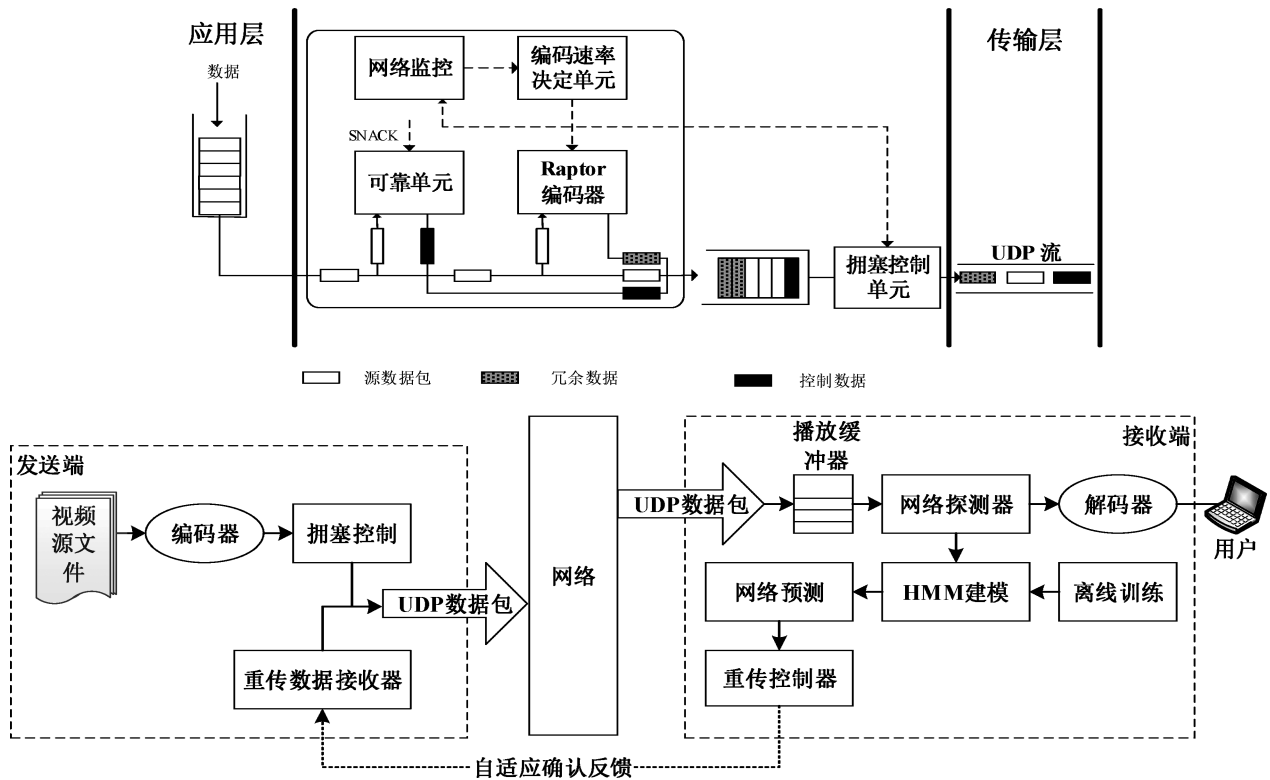 应用层
传输层
数据
网络监控
编码速率
决定单元
SNACK
可靠单元
Raptor
编码器
拥塞控制
单元
UDP 流
源数据包
冗余数据
控制数据
发送端
视频
源文
件
编码器
拥塞控制
UDP数据包
重传数据接收器
网络
接收端
播放缓
冲器
UDP数据包
网络探测器
解码器
用户
网络预测
HMM建模
离线训练
重传控制器
自适应确认反馈